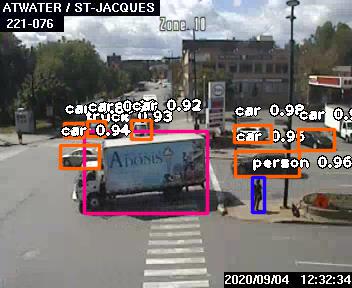 ATWATER / ST-JACQUES
221-076
Zone 10
car 0.92
truck 0.93
car 0.94
car 0.98
car 0.95
person 0.96
ADONIS
2020/09/04 12:32:34